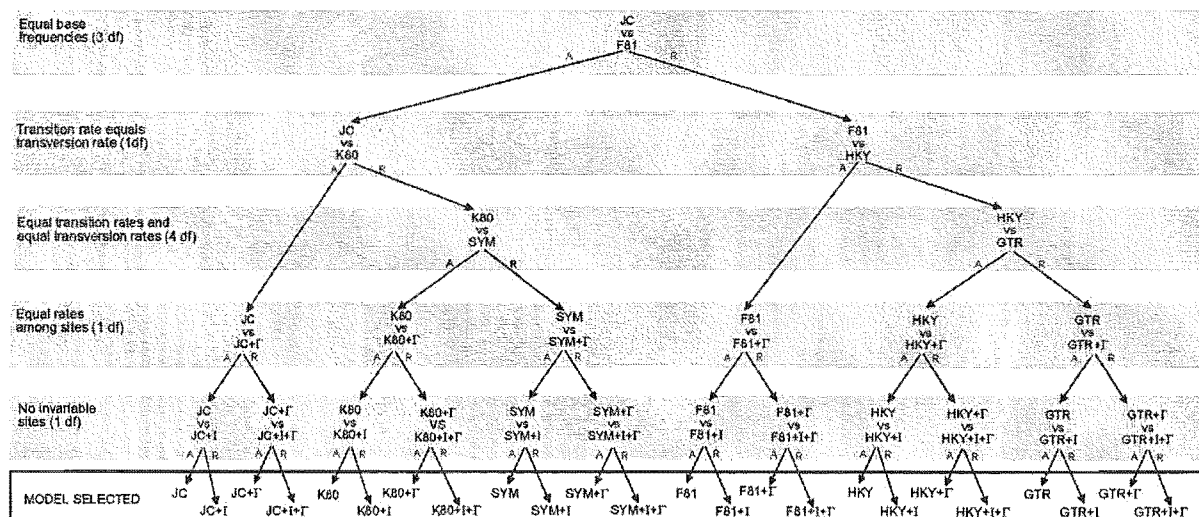 Equal base
frequencies (3 df)
JC
vs
F81
A R
Transition rate equals
transversion rate (1df)
JC
vs
K80
A R
F81
vs
HKY
A R
Equal transition rates and
equal transversion rates (4 df)
K80
vs
SYM
A R
HKY
vs
GTR
A R
Equal rates
among sites (1 df)
JC
vs
JC+Γ
A R
K80
vs
K80+Γ
A R
SYM
vs
SYM+Γ
A R
F81
vs
F81+Γ
A R
HKY
vs
HKY+Γ
A R
GTR
vs
GTR+Γ
A R
No invariable
sites (1 df)
JC
vs
JC+I
A R
JC+Γ
vs
JC+I+Γ
A R
K80
vs
K80+I
A R
K80+Γ
VS
K80+I+Γ
A R
SYM
vs
SYM+I
A R
SYM+Γ
vs
SYM+I+Γ
A R
F81
vs
F81+I
A R
F81+Γ
vs
F81+I+Γ
A R
HKY
vs
HKY+I
A R
HKY+Γ
vs
HKY+I+Γ
A R
GTR
vs
GTR+I
A R
GTR+Γ
vs
GTR+I+Γ
A R
MODEL SELECTED
JC JC+Γ K80 K80+Γ SYM SYM+Γ F81 F81+Γ HKY HKY+Γ GTR GTR+Γ
JC+I JC+I+Γ K80+I K80+I+Γ SYM+I SYM+I+Γ F81+I F81+I+Γ HKY+I HKY+I+Γ GTR+I GTR+I+Γ